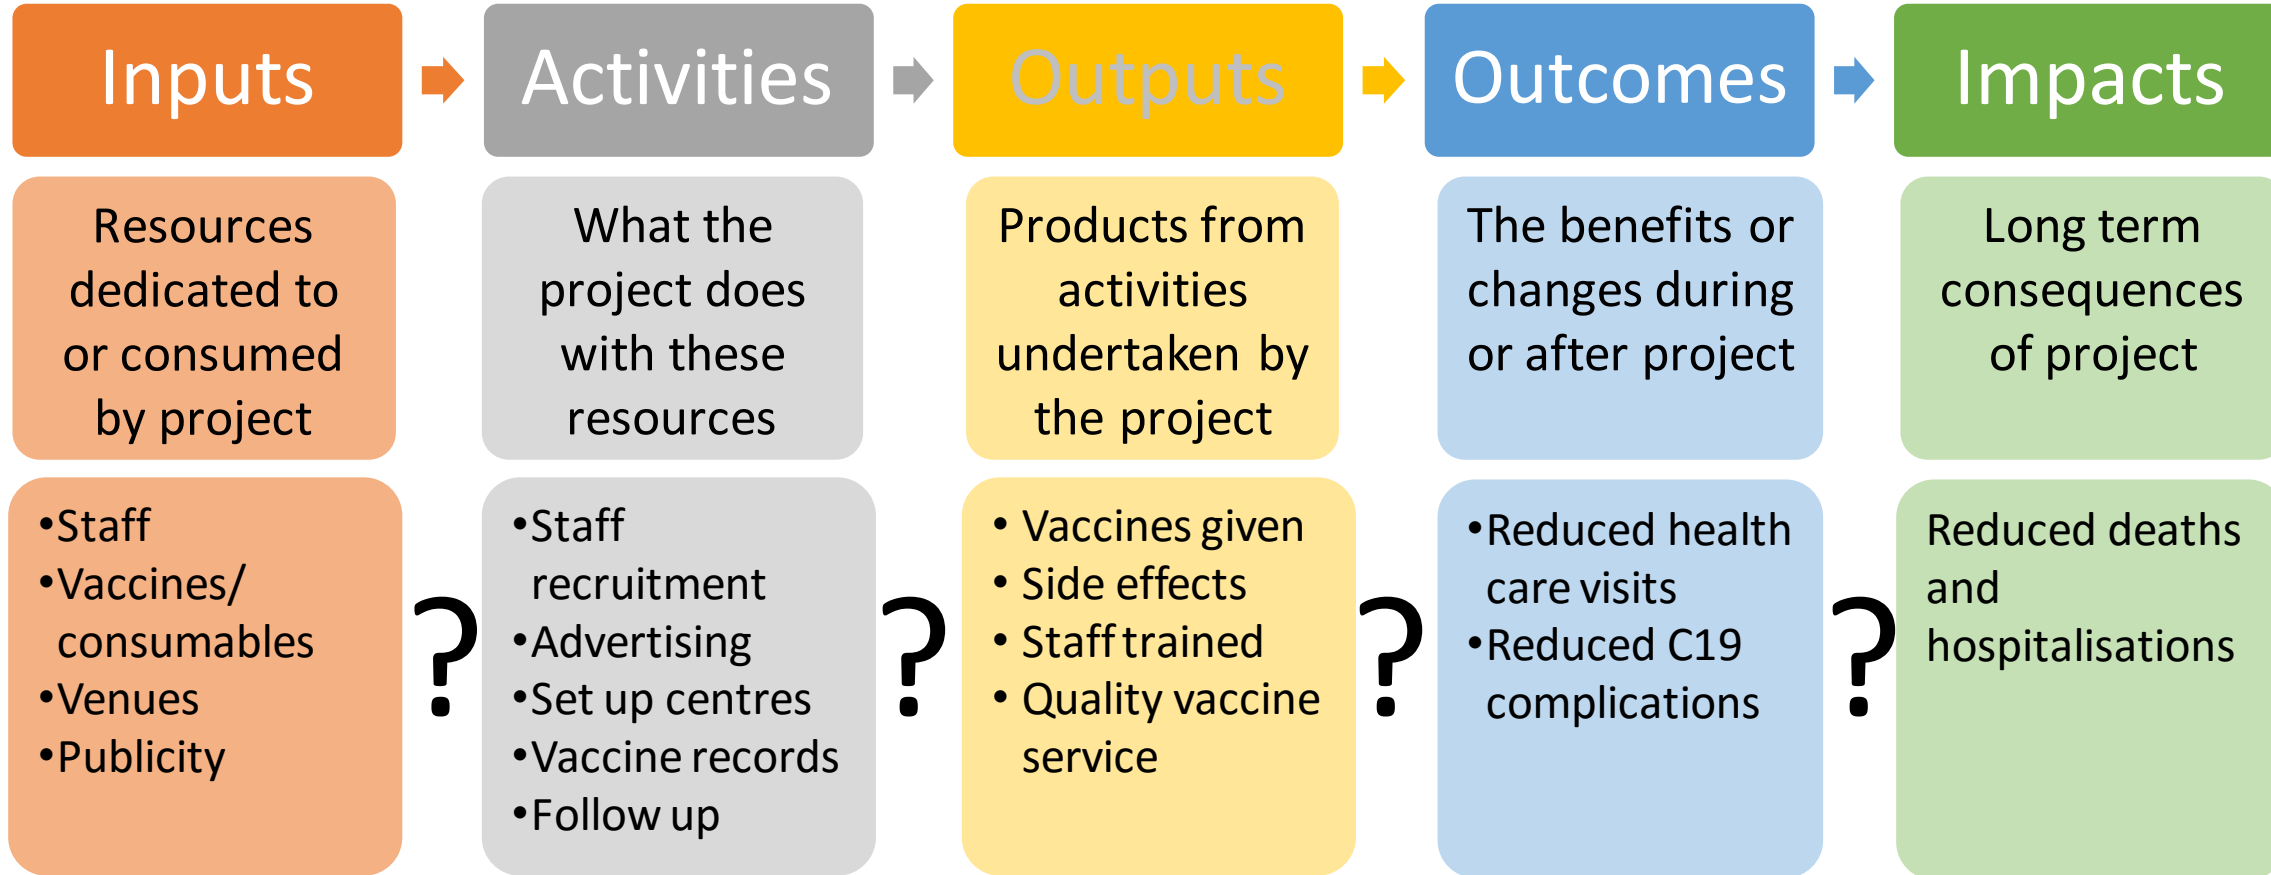 Inputs
Activities
Outputs
Outcomes
Impacts
Resources
dedicated to
or consumed
by project
What the
project does
with these
resources
Products from
activities
undertaken by
the project
The benefits or
changes during
or after project
Long term
consequences
of project
•Staff
•Vaccines/
consumables
•Venues
•Publicity
?
•Staff
recruitment
•Advertising
•Set up centres
•Vaccine records
•Follow up
?
• Vaccines given
• Side effects
• Staff trained
• Quality vaccine
service
?
•Reduced health
care visits
•Reduced C19
complications
?
Reduced deaths
and
hospitalisations